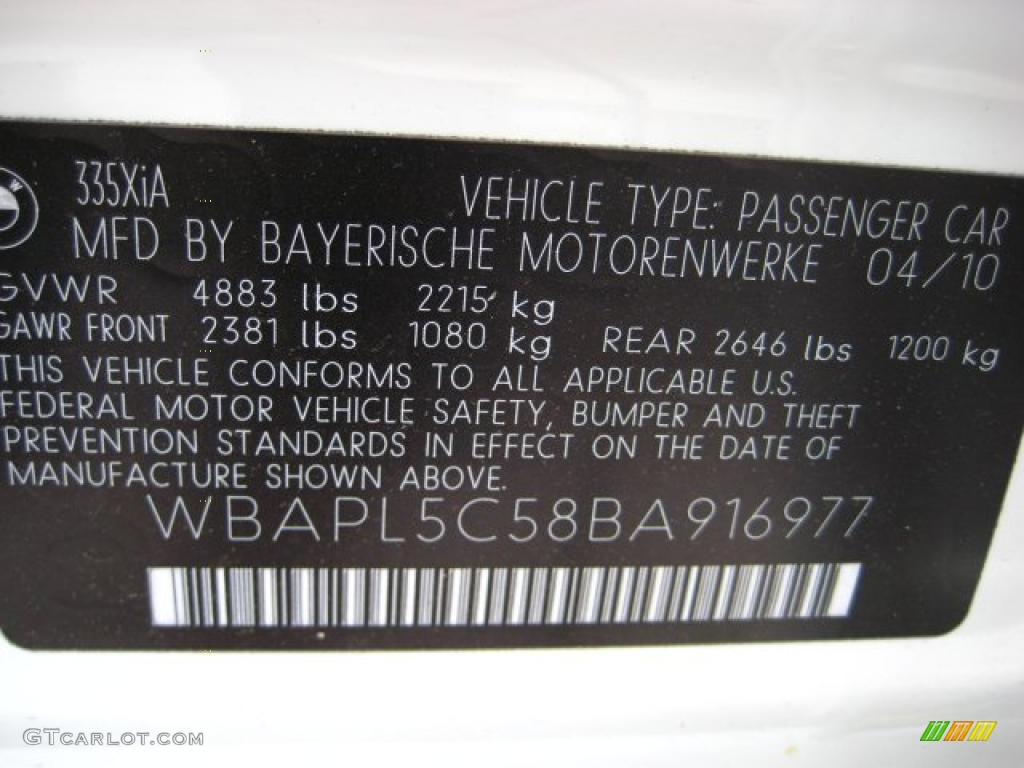 335XiA
VEHICLE TYPE: PASSENGER CAR
MFD BY BAYERISCHE MOTORENWERKE 04/10
GVWR 4883 lbs 2215 kg
GAWR FRONT 2381 lbs 1080 kg REAR 2646 lbs 1200 kg
THIS VEHICLE CONFORMS TO ALL APPLICABLE U.S.
FEDERAL MOTOR VEHICLE SAFETY, BUMPER AND THEFT
PREVENTION STANDARDS IN EFFECT ON THE DATE OF
MANUFACTURE SHOWN ABOVE.
WBAPL5C58BA916977
GTCARLOT.COM